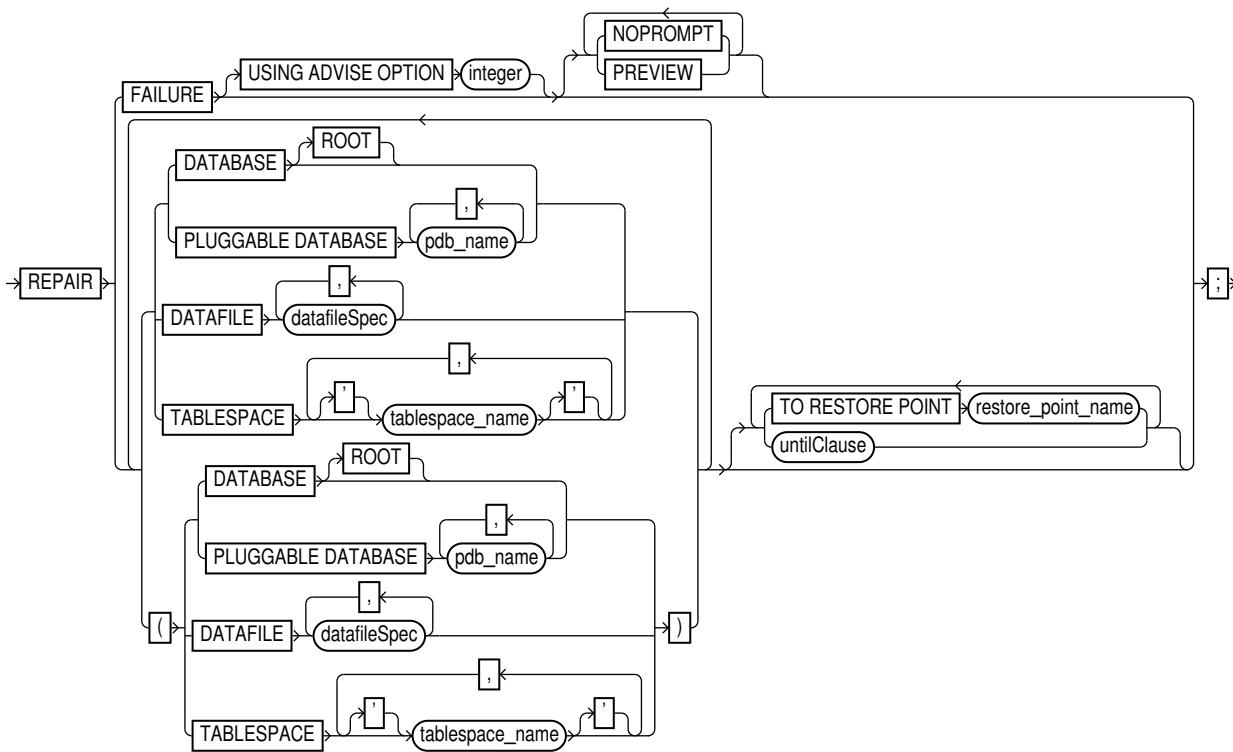 NOPROMPT
USING ADVISE OPTION integer
PREVIEW
FAILURE
ROOT
DATABASE
,
PLUGGABLE DATABASE pdb_name
REPAIR
;
,
DATAFILE datafileSpec
,
' '
TABLESPACE tablespace_name
TO RESTORE POINT restore_point_name
untilClause
ROOT
DATABASE
,
PLUGGABLE DATABASE pdb_name
,
( DATAFILE datafileSpec )
,
' '
TABLESPACE tablespace_name